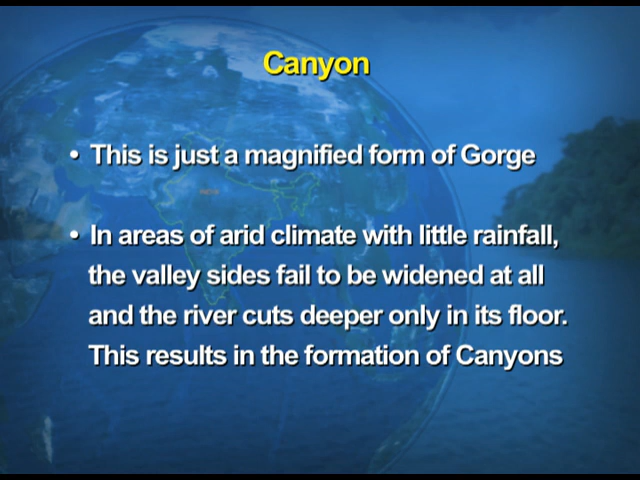 Canyon
• This is just a magnified form of Gorge
• In areas of arid climate with little rainfall,
the valley sides fail to be widened at all
and the river cuts deeper only in its floor.
This results in the formation of Canyons